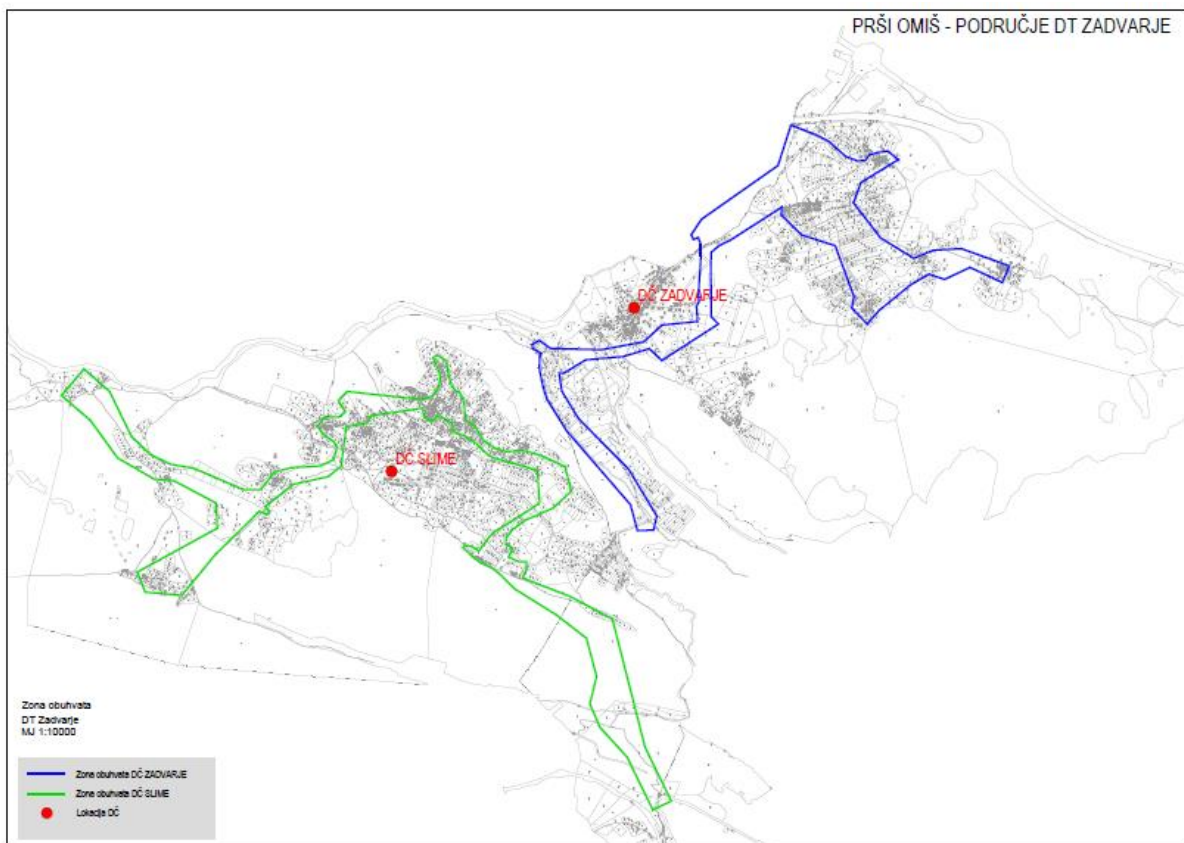 PRŠI OMIŠ - PODRUČJE DT ZADVARJE
DČ ZADVARJE
DČ SLIME
Zona obuhvata
DT Zadvarje
MJ 1:10000
Zona obuhvata DČ ZADVARJE
Zona obuhvata DČ SLIME
Lokacija DČ